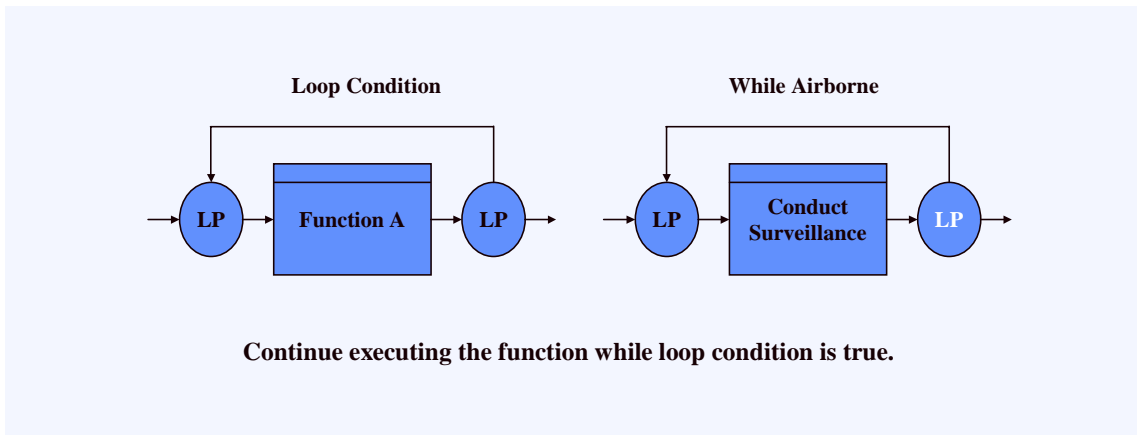 Loop Condition
While Airborne
LP
Function A
LP
LP
Conduct
Surveillance
LP
Continue executing the function while loop condition is true.